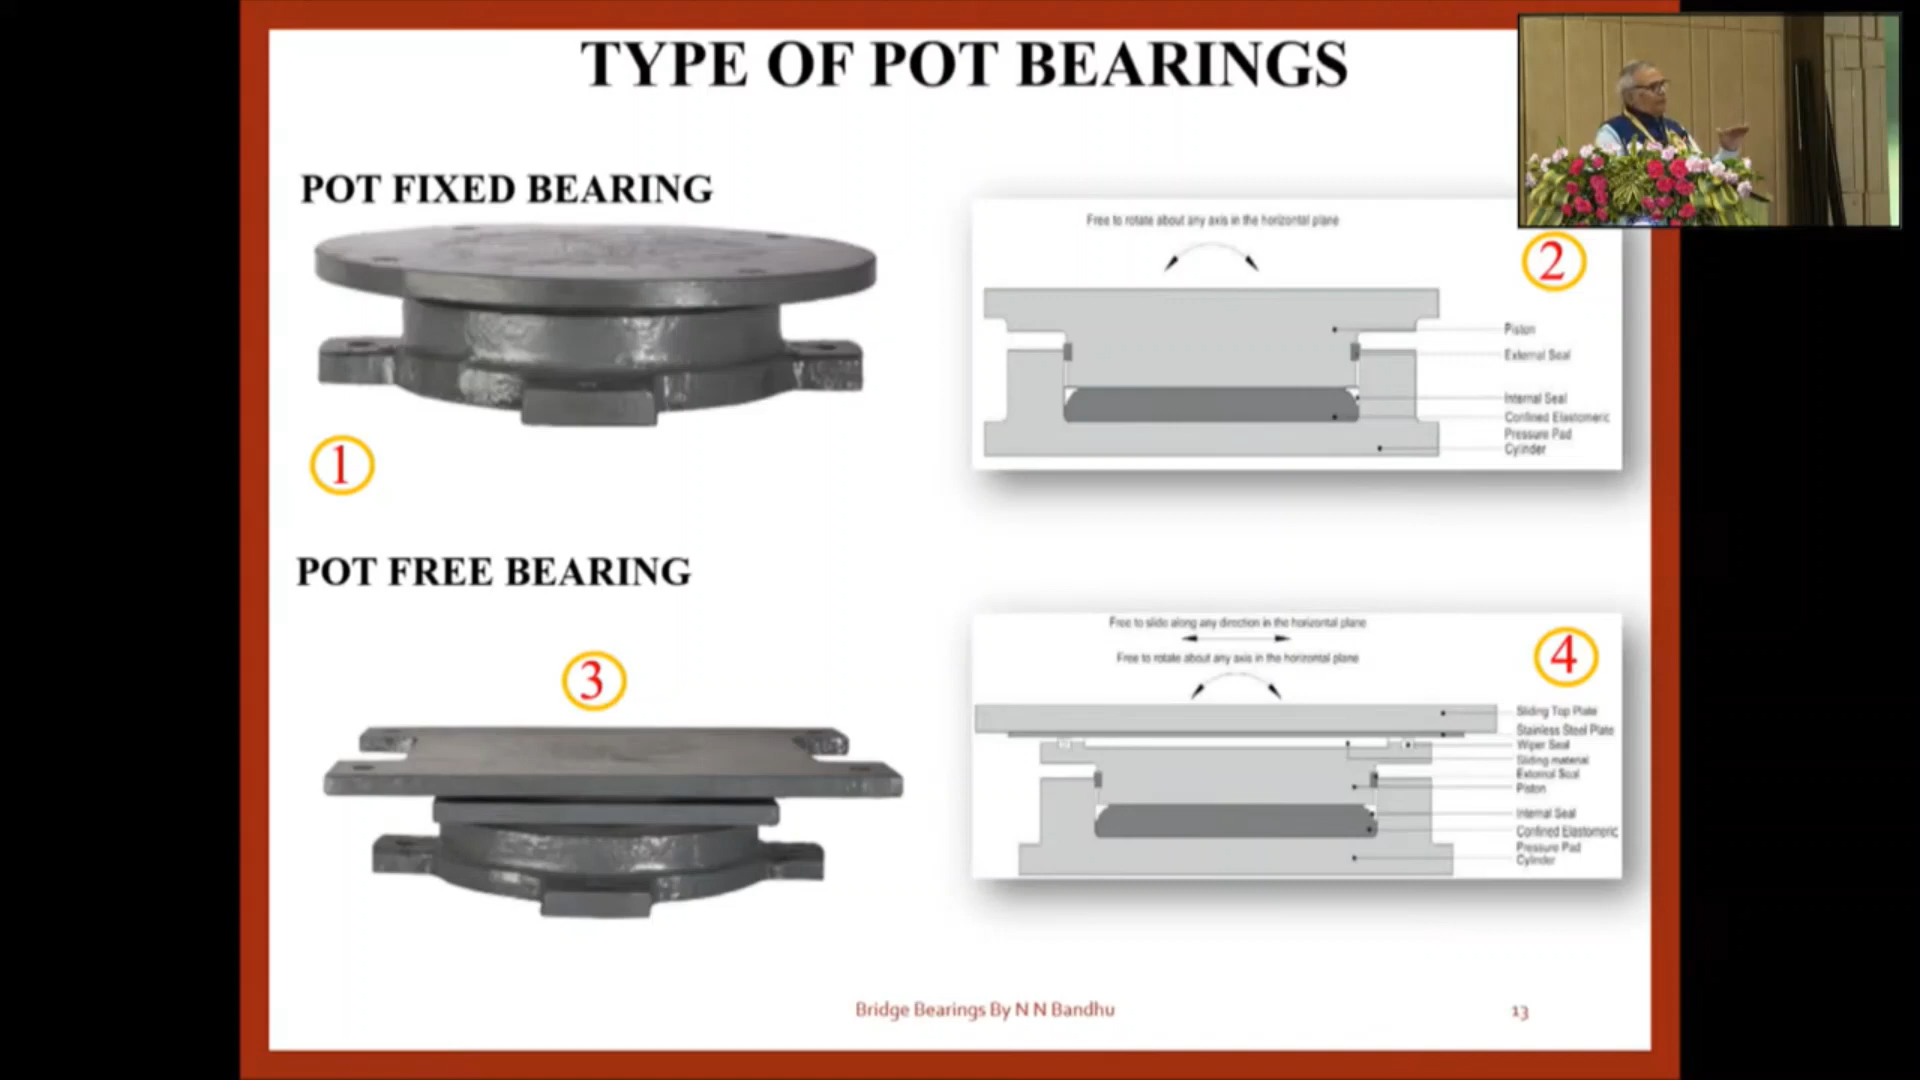 TYPE OF POT BEARINGS
POT FIXED BEARING
1
Free to rotate about any axis in the horizontal plane
2
Piston
External Seal
Internal Seal
Confined Elastomeric
Pressure Pad
Cylinder
POT FREE BEARING
3
Free to slide along any direction in the horizontal plane
Free to rotate about any axis in the horizontal plane
4
Sliding Top Plate
Stainless Steel Plate
Wiper Seal
Sliding material
External Seal
Piston
Internal Seal
Confined Elastomeric
Pressure Pad
Cylinder
Bridge Bearings By N N Bandhu
13